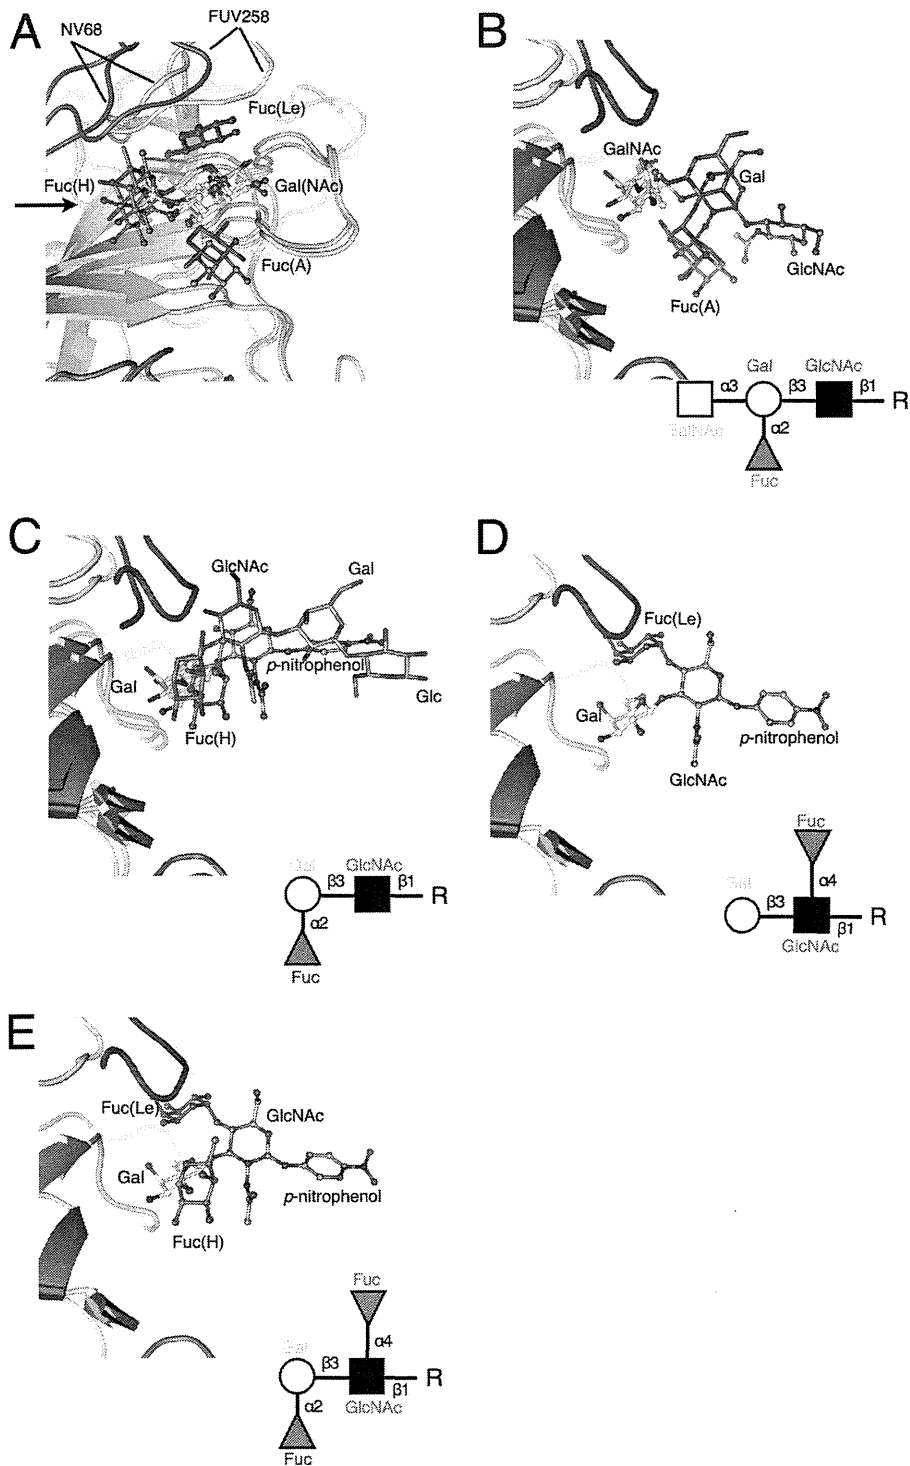 A
NV68
FUV258
Fuc(Le)
Fuc(H)
Gal(NAc)
Fuc(A)
B
GalNAc
Gal
GlcNAc
Fuc(A)
Gal
GlcNAc
α3
β3
β1
R
GalNAc
α2
Fuc
C
GlcNAc
Gal
p-nitrophenol
Gal
Glc
Fuc(H)
Gal
GlcNAc
β3
β1
R
α2
Fuc
D
Fuc(Le)
Gal
p-nitrophenol
GlcNAc
Fuc
α4
Gal
β3
R
β1
GlcNAc
E
Fuc(Le)
GlcNAc
Gal
p-nitrophenol
Fuc(H)
Fuc
α4
Gal
β3
R
β1
α2
GlcNAc
Fuc